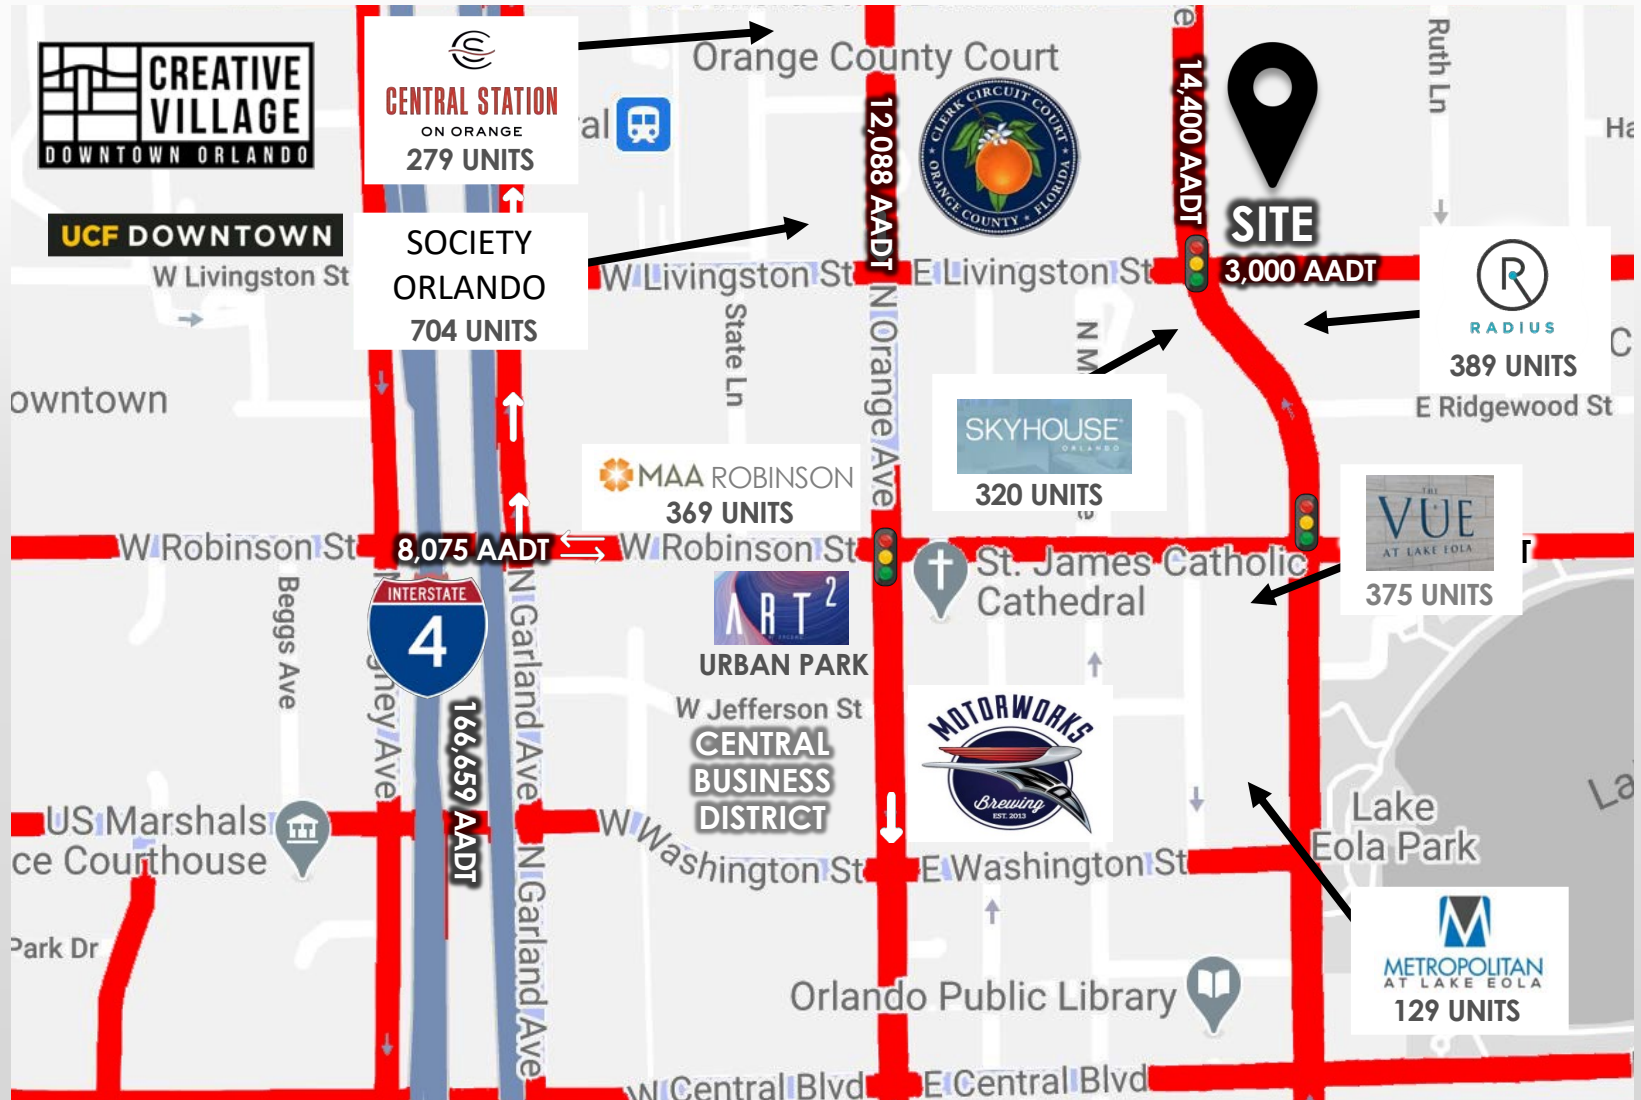 CREATIVE
VILLAGE
DOWNTOWN ORLANDO
UCF DOWNTOWN
W Livingston St
CENTRAL STATION
ON ORANGE
279 UNITS
al
SOCIETY
ORLANDO
704 UNITS
Orange County Court
CLERK CIRCUIT COURT
ORANGE COUNTY • FLORIDA
12,088 AADT
14,400 AADT
e
Ruth Ln
Ha
SITE
3,000 AADT
W Livingston St
E Livingston St
State Ln
N Orange Ave
N M
R
RADIUS
389 UNITS
C
E Ridgewood St
owntown
SKYHOUSE
ORLANDO
320 UNITS
MAA ROBINSON
369 UNITS
THE
VUE
AT LAKE EOLA
T
375 UNITS
W Robinson St
8,075 AADT
W Robinson St
St. James Catholic
Cathedral
INTERSTATE
4
Beggs Ave
N
gney Ave
N Garland Ave
166,659 AADT
ART2
URBAN PARK
W Jefferson St
CENTRAL
BUSINESS
DISTRICT
MOTORWORKS
Brewing
EST. 2013
US Marshals
ce Courthouse
W Washington St
E Washington St
Lake
Eola Park
La
N Garland Ave
Park Dr
Orlando Public Library
M
METROPOLITAN
AT LAKE EOLA
129 UNITS
W Central Blvd
E Central Blvd